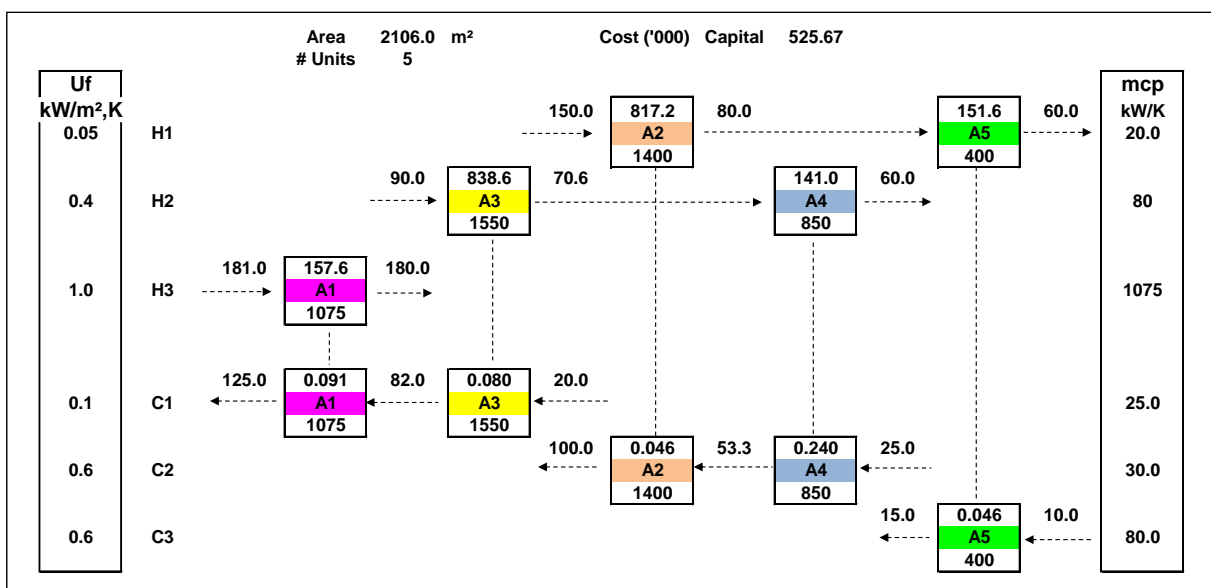 Area 2106.0 m² Cost ('000) Capital 525.67
# Units 5
Uf mcp
kW/m²,K kW/K
150.0 817.2 80.0 151.6 60.0
0.05 H1 A2 A5 20.0
1400 400
90.0 838.6 70.6 141.0 60.0
0.4 H2 A3 A4 80
1550 850
181.0 157.6 180.0
1.0 H3 A1 1075
1075
125.0 0.091 82.0 0.080 20.0
0.1 C1 A1 A3 25.0
1075 1550
100.0 0.046 53.3 0.240 25.0
0.6 C2 A2 A4 30.0
1400 850
15.0 0.046 10.0
0.6 C3 A5 80.0
400